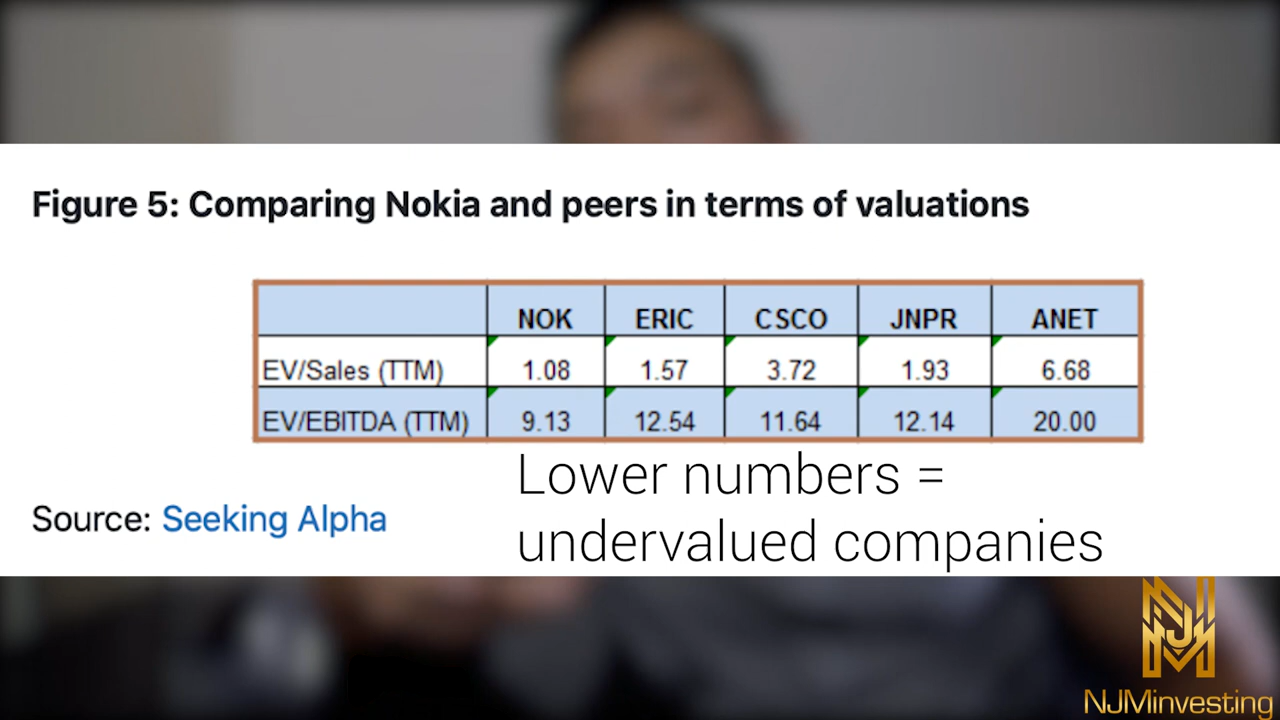 Figure 5: Comparing Nokia and peers in terms of valuations
NOK ERIC CSCO JNPR ANET
EV/Sales (TTM) 1.08 1.57 3.72 1.93 6.68
EV/EBITDA (TTM) 9.13 12.54 11.64 12.14 20.00
Lower numbers =
undervalued companies
Source: Seeking Alpha
NJM
NJMinvesting